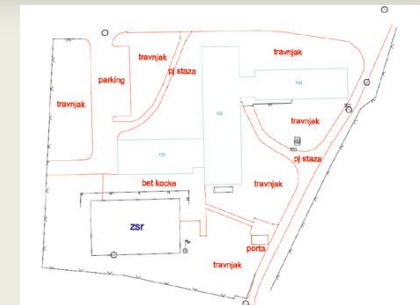 travnjak
travnjak
pj staza
parking
travnjak
travnjak
pj staza
bet kocke
travnjak
zsr
porta
travnjak